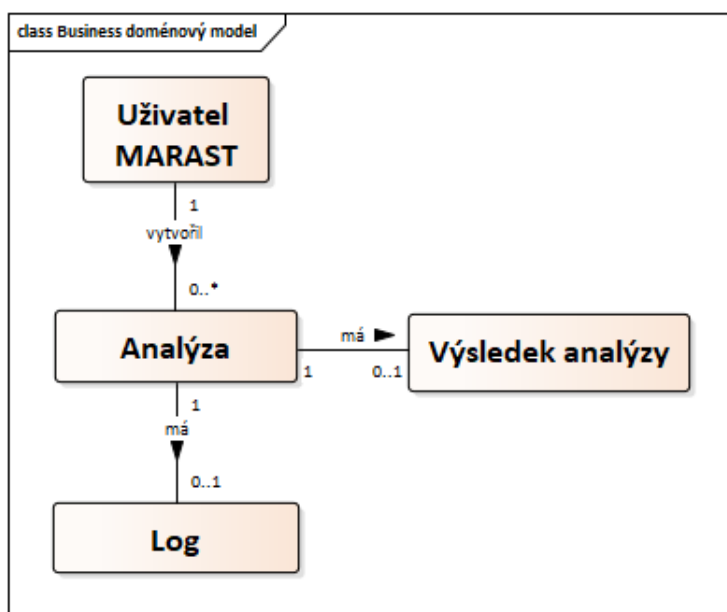 class Business doménový model
Uživatel
MARAST
1
vytvořil
0..*
Analýza
má
1
0..1
Výsledek analýzy
1
má
0..1
Log